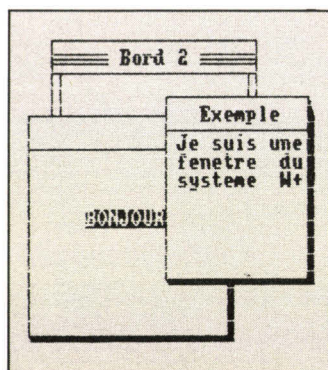 Bord 2
Exemple
Je suis une
fenetre du
systeme W+
BONJOUR